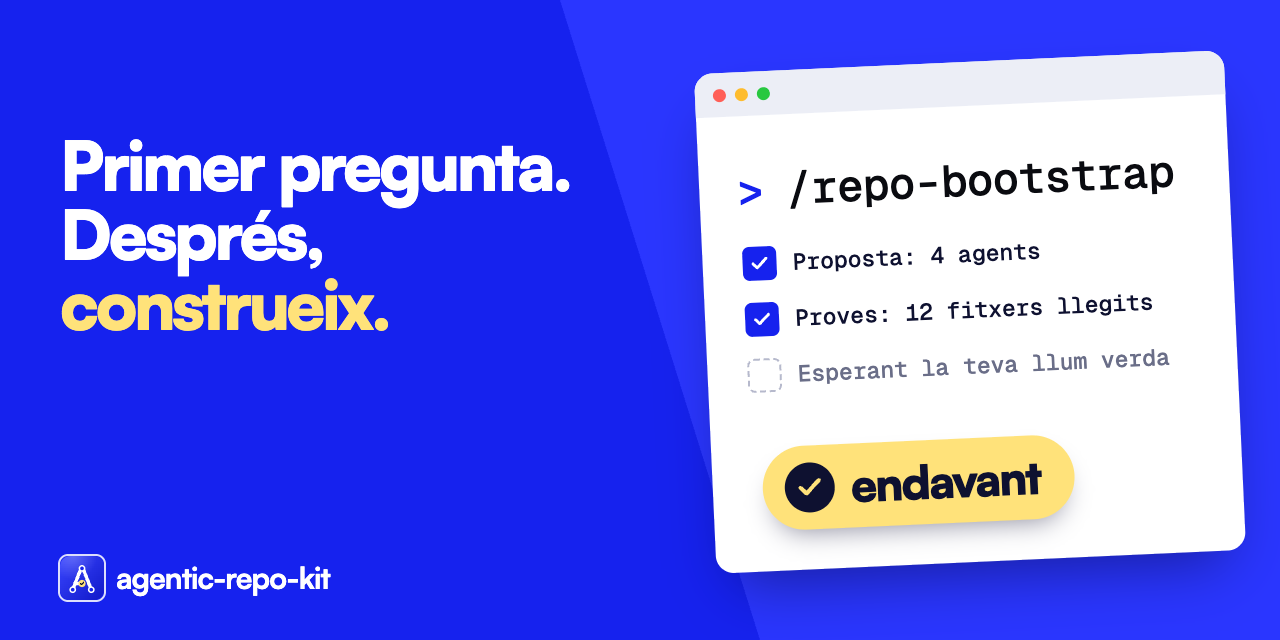 Primer pregunta.
Després,
construeix.
agentic-repo-kit
> /repo-bootstrap
Proposta: 4 agents
Proves: 12 fitxers llegits
Esperant la teva llum verda
endavant